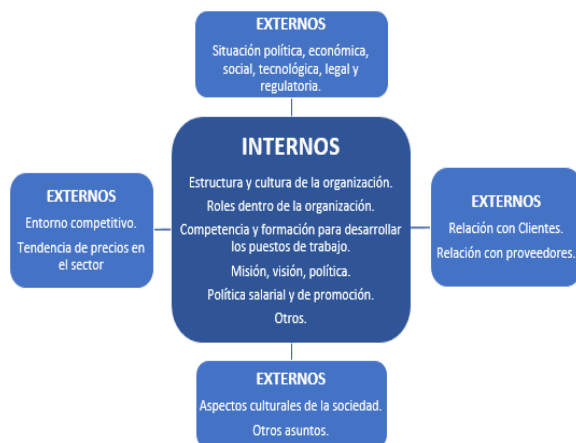 EXTERNOS
Situación política, económica,
social, tecnológica, legal y
regulatoria.
INTERNOS
Estructura y cultura de la organización.
Roles dentro de la organización.
Competencia y formación para desarrollar
los puestos de trabajo.
Misión, visión, política.
Política salarial y de promoción.
Otros.
EXTERNOS
Entorno competitivo.
Tendencia de precios en
el sector
EXTERNOS
Relación con Clientes.
Relación con proveedores.
EXTERNOS
Aspectos culturales de la sociedad.
Otros asuntos.